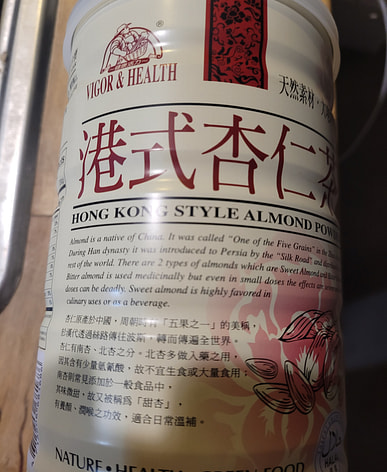 健康活力
VIGOR & HEALTH
®
天然素材,
港式杏仁茶
HONG KONG STYLE ALMOND POW
Almond is a native of China. It was called "One of the Five Grains" in the
During Han dynasty it was introduced to Persia by the "Silk Road" and
rest of the world. There are 2 types of almonds which are Sweet Almond and
Bitter almond is used medicinally but even in small doses the effects are
doses can be deadly. Sweet almond is highly favored in
culinary uses or as a beverage.
杏仁原產於中國,周朝時有「五果之一」的美稱,
於漢代透過絲路傳往波斯,轉而傳遍全世界。
杏仁有南杏、北杏之分,北杏多做入藥之用,
因其含有少量氫氰酸,故不宜生食或大量食用;
南杏則常見添加於一般食品中,
其味微甜,故又被稱爲「甜杏」,
有養顏、潤喉之功效,適合日常溫補。
HALAL
NATURE • HEALTH • GREEN FOOD